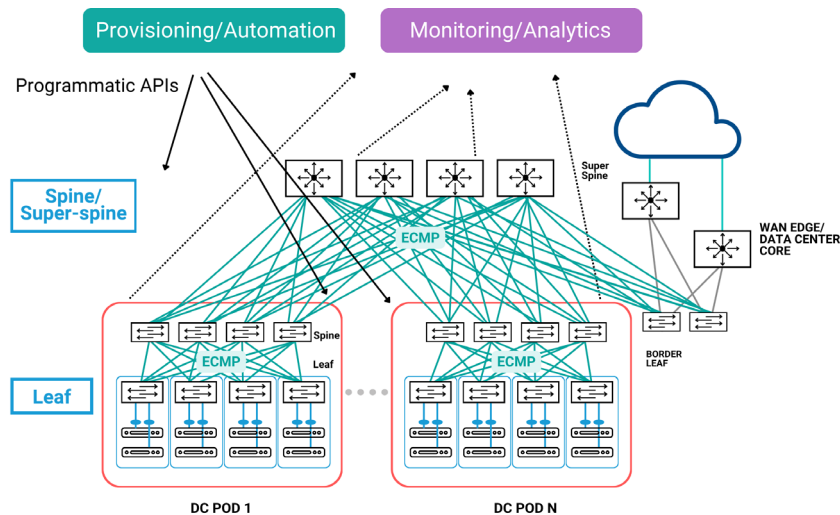 Provisioning/Automation
Monitoring/Analytics
Programmatic APIs
Super
Spine
Spine/
Super-spine
WAN EDGE/
DATA CENTER
CORE
ECMP
Spine
ECMP
Leaf
ECMP
BORDER
LEAF
Leaf
DC POD 1
DC POD N